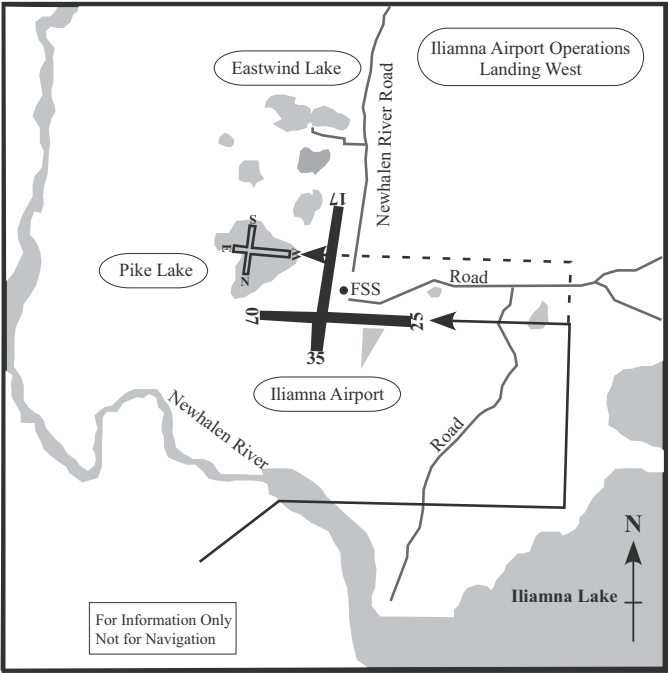 Iliamna Airport Operations
Landing West
Eastwind Lake
Newhalen River Road
17
S
E
W
N
Pike Lake
FSS
Road
07
25
35
Iliamna Airport
Newhalen River
Road
N
Iliamna Lake
For Information Only
Not for Navigation